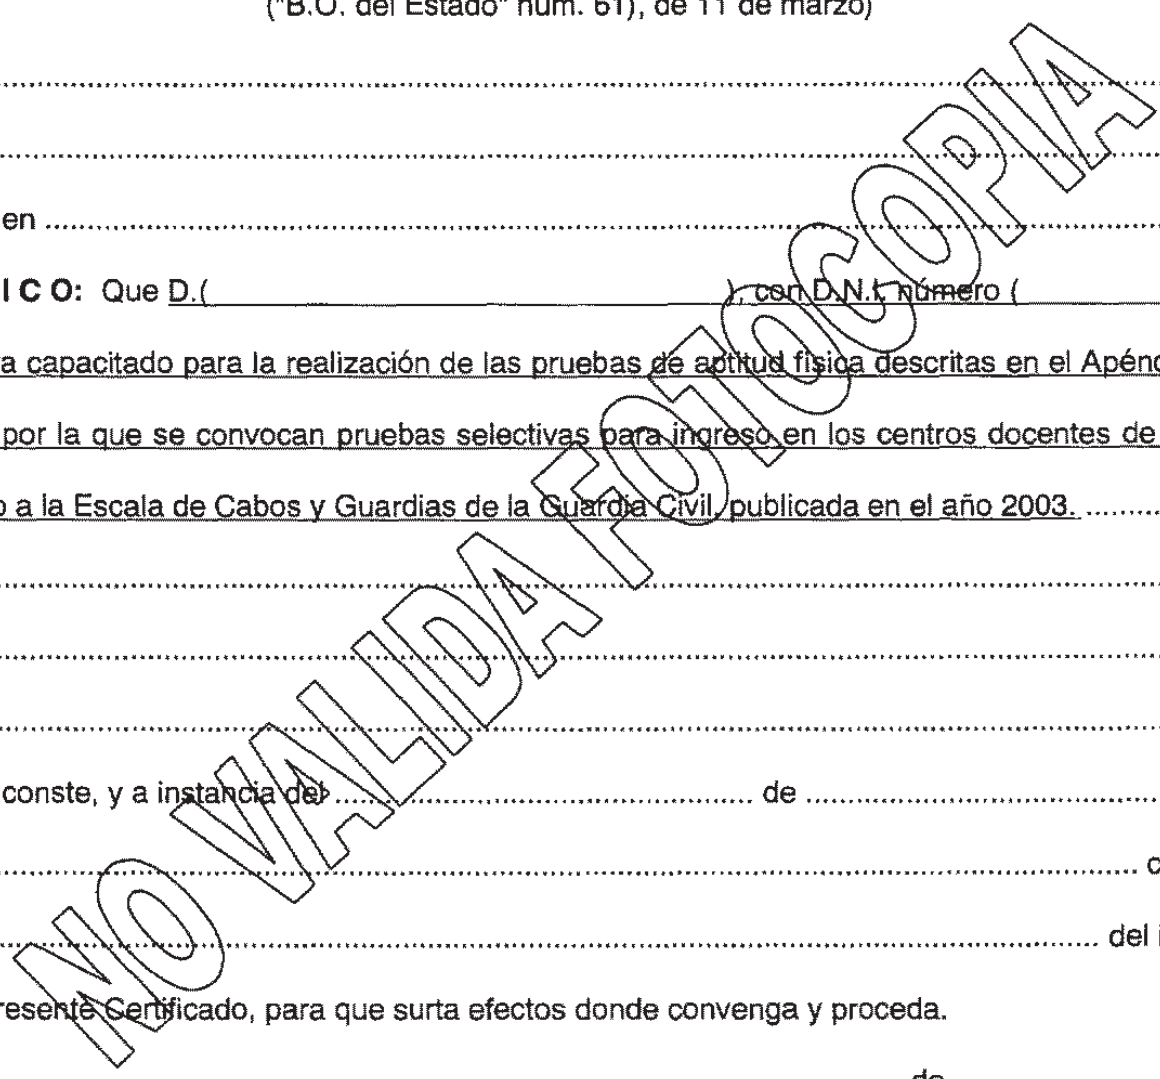 ("B.O. del Estado" núm. 61), de 11 de marzo)
en
I C O: Que D.( ), con D.N.I. número (
a capacitado para la realización de las pruebas de aptitud física descritas en el Apénd
por la que se convocan pruebas selectivas para ingreso en los centros docentes de
o a la Escala de Cabos y Guardias de la Guardia Civil, publicada en el año 2003.
conste, y a instancia del de
del i
resente Certificado, para que surta efectos donde convenga y proceda.
de
NO VALIDA FOTOCOPIA